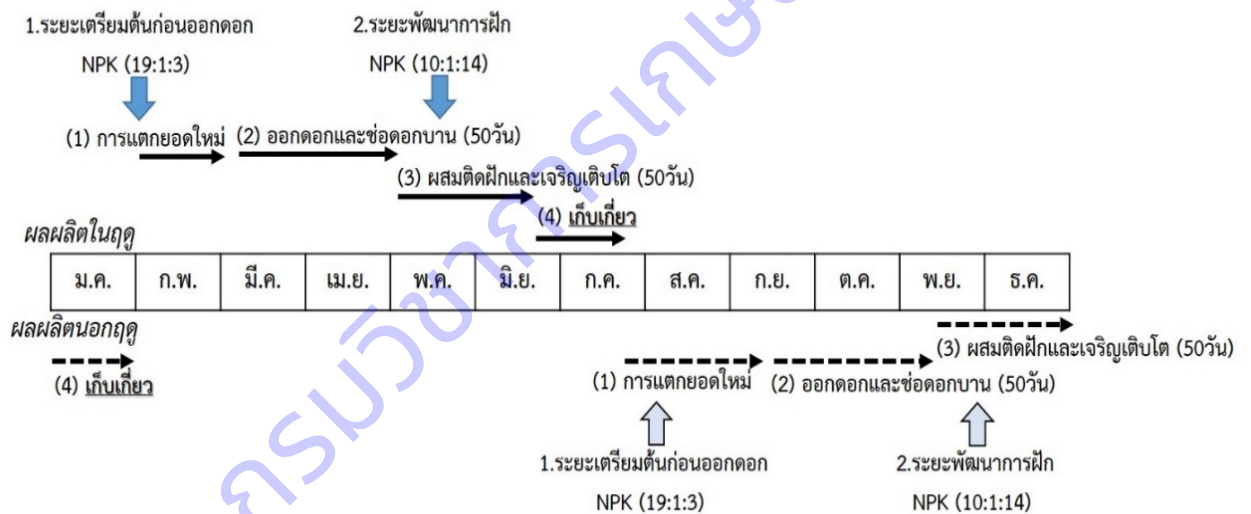 1.ระยะเตรียมต้นก่อนออกดอก
2.ระยะพัฒนาการฝัก
NPK (19:1:3)
NPK (10:1:14)
(1) การแตกยอดใหม่
(2) ออกดอกและช่อดอกบาน (50วัน)
(3) ผสมติดฝักและเจริญเติบโต (50วัน)
(4) เก็บเกี่ยว
ผลผลิตในฤดู
ม.ค. ก.พ. มี.ค. เม.ย. พ.ค. มิ.ย. ก.ค. ส.ค. ก.ย. ต.ค. พ.ย. ธ.ค.
ผลผลิตนอกฤดู
(3) ผสมติดฝักและเจริญเติบโต (50วัน)
(4) เก็บเกี่ยว
(1) การแตกยอดใหม่
(2) ออกดอกและช่อดอกบาน (50วัน)
1.ระยะเตรียมต้นก่อนออกดอก
2.ระยะพัฒนาการฝัก
NPK (19:1:3)
NPK (10:1:14)
กรมวิชาการเกษ